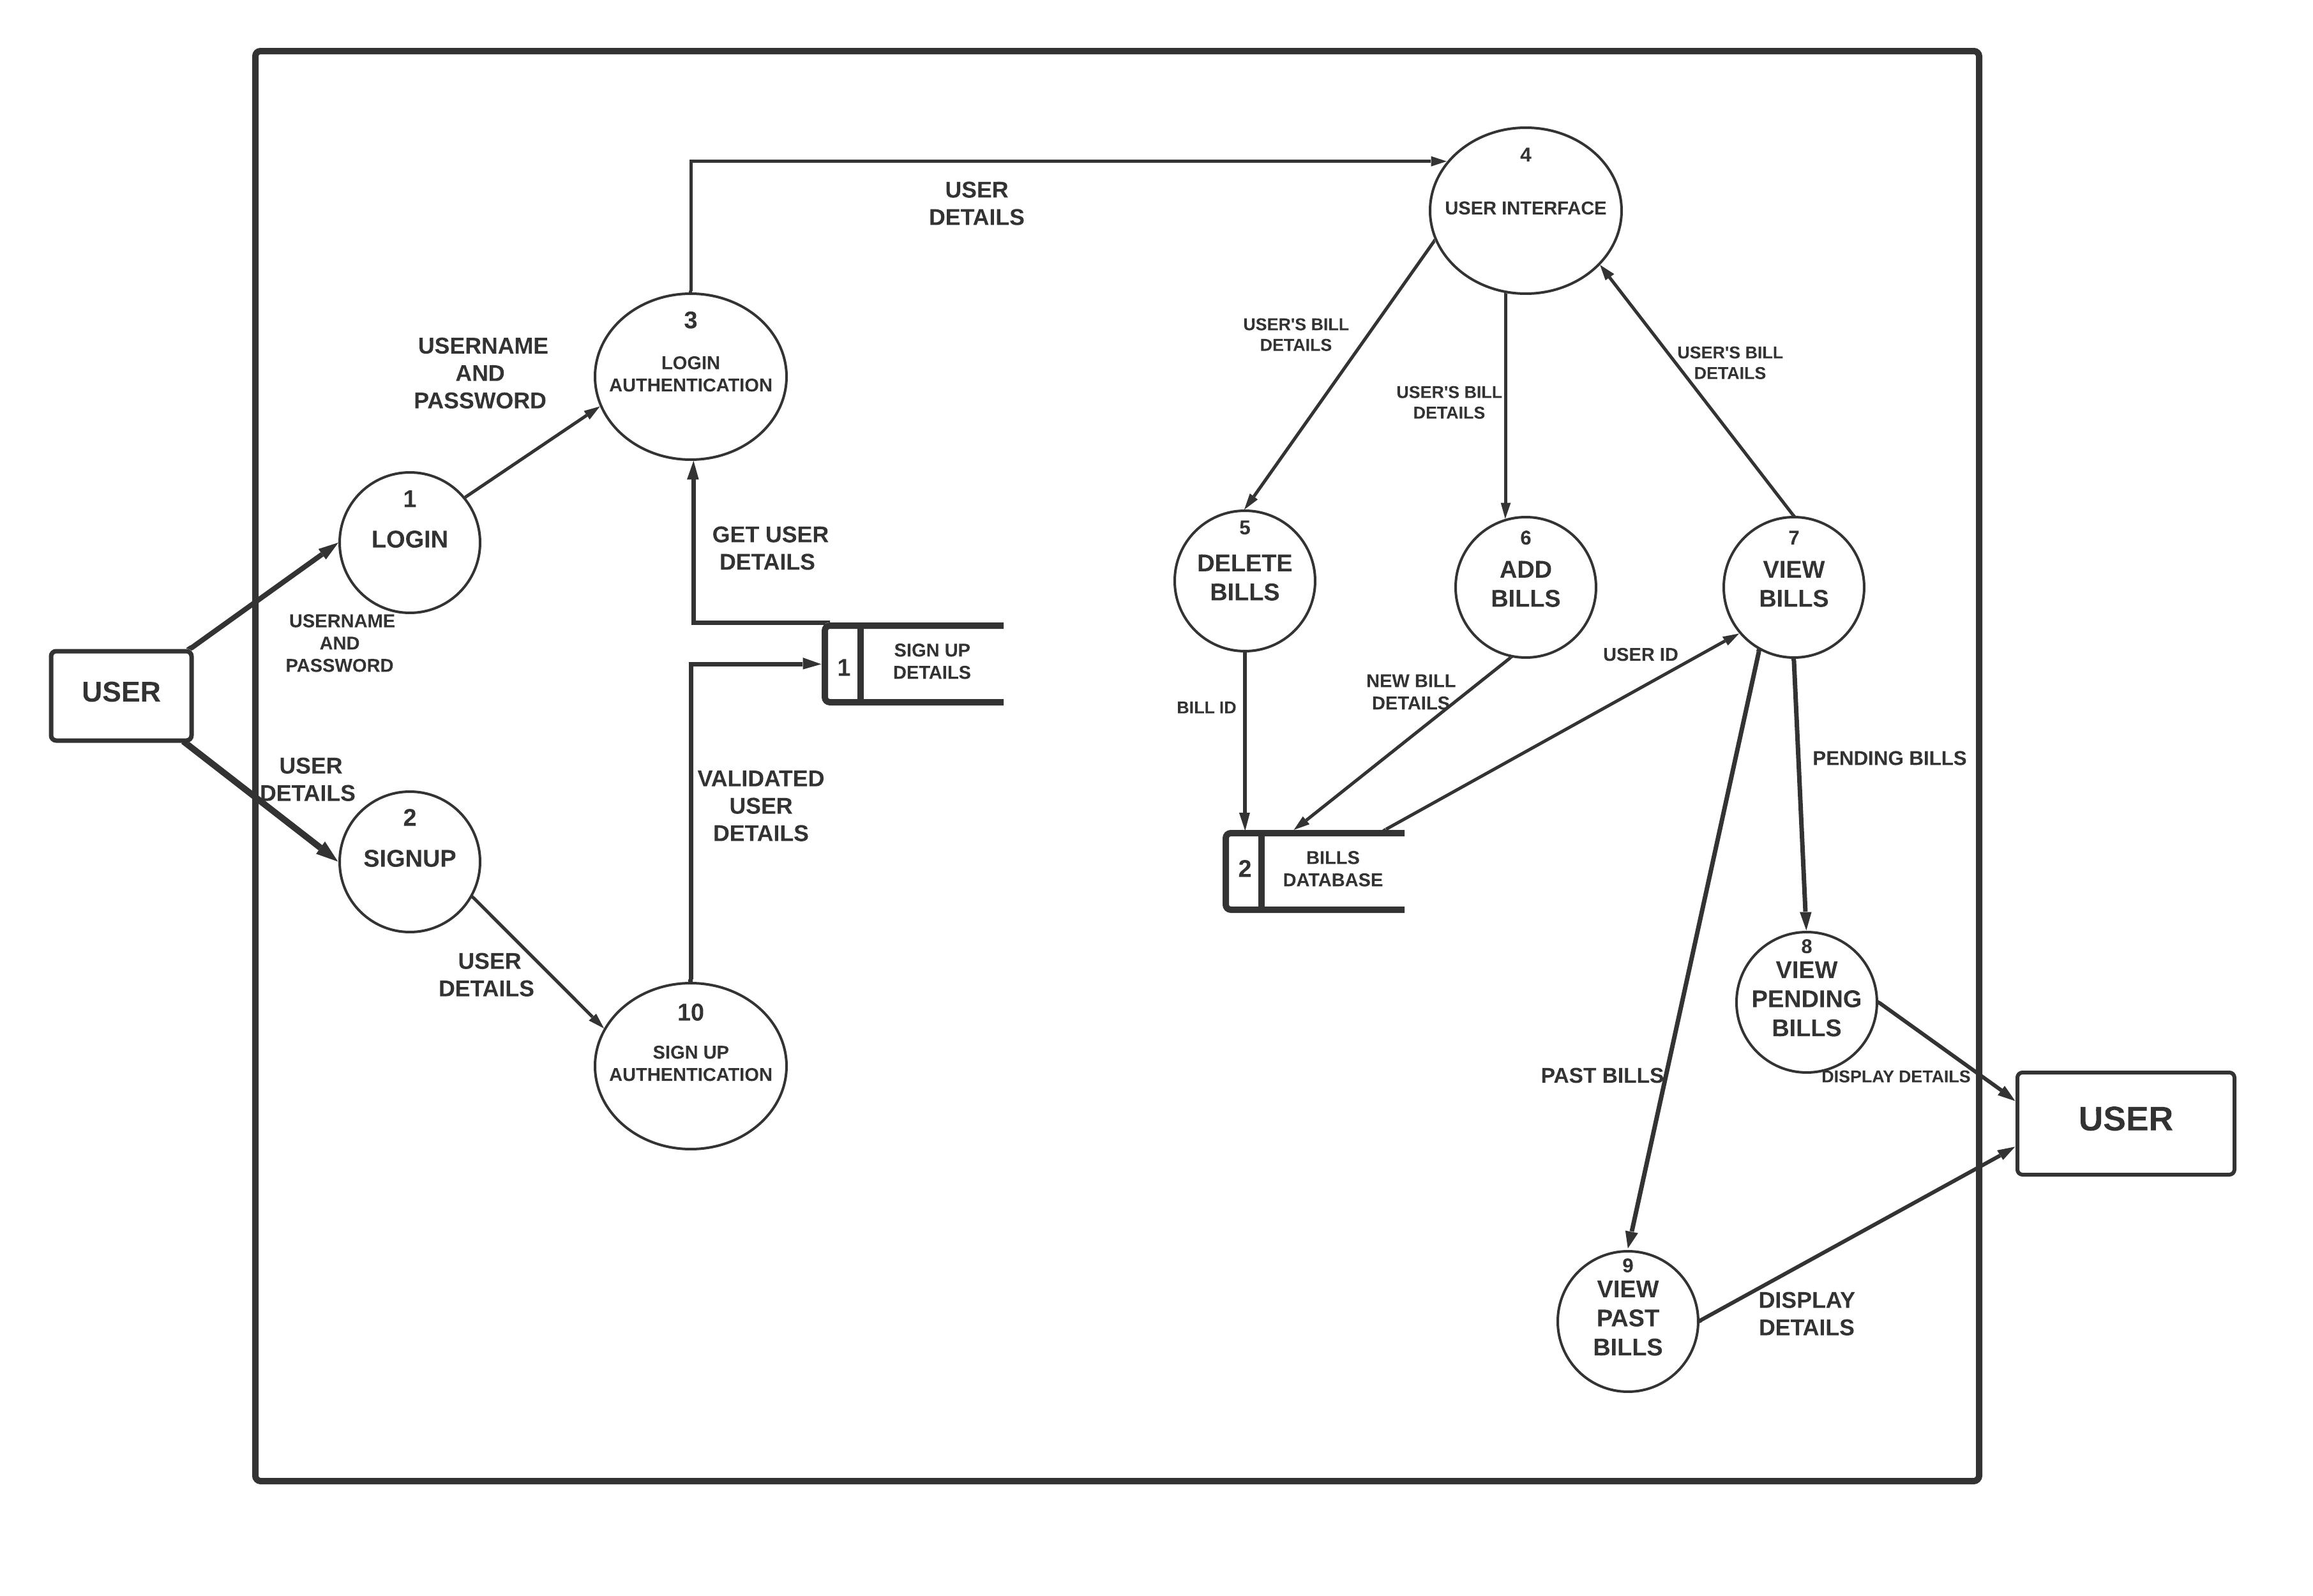 4
USER INTERFACE
USER
DETAILS
3
LOGIN
AUTHENTICATION
USERNAME
AND
PASSWORD
USER'S BILL
DETAILS
USER'S BILL
DETAILS
USER'S BILL
DETAILS
1
LOGIN
GET USER
DETAILS
5
DELETE
BILLS
6
ADD
BILLS
7
VIEW
BILLS
USERNAME
AND
PASSWORD
USER
1
SIGN UP
DETAILS
BILL ID
NEW BILL
DETAILS
USER ID
USER
DETAILS
VALIDATED
USER
DETAILS
PENDING BILLS
2
SIGNUP
2
BILLS
DATABASE
USER
DETAILS
10
SIGN UP
AUTHENTICATION
8
VIEW
PENDING
BILLS
PAST BILLS
DISPLAY DETAILS
USER
9
VIEW
PAST
BILLS
DISPLAY
DETAILS